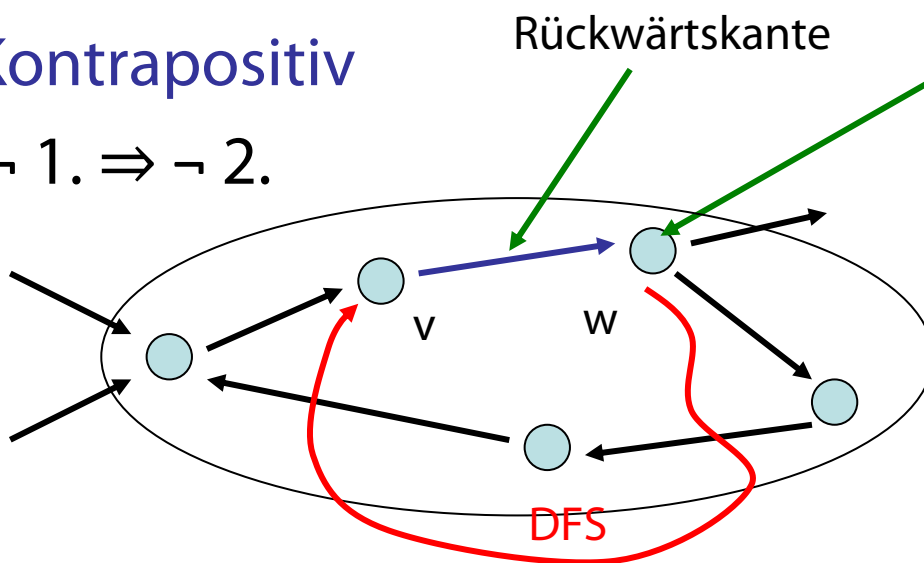 Rückwärtskante
Kontrapositiv
¬ 1. ⇒ ¬ 2.
v
w
DFS